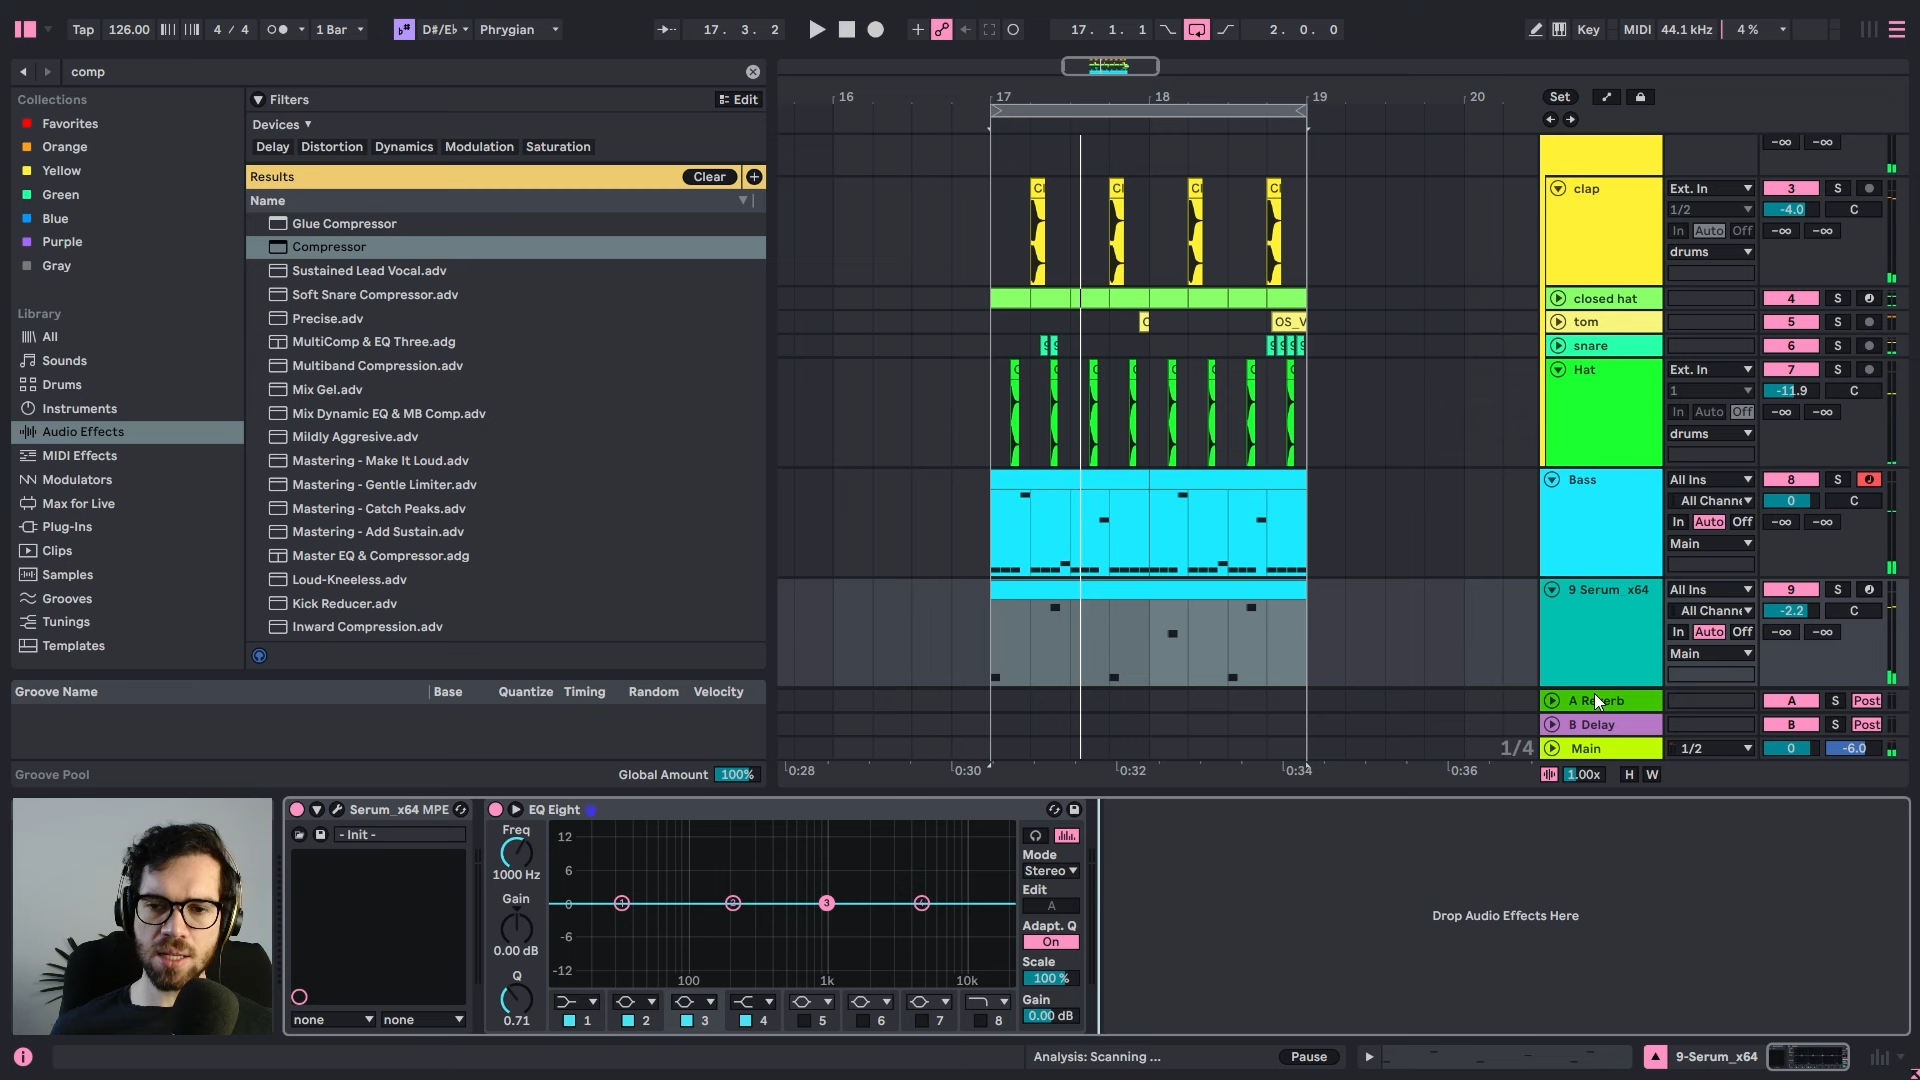 Tap 126.00 4 / 4 1 Bar D#/E♭ Phrygian 17. 3. 2 17. 1. 1 2. 0. 0 Key MIDI 44.1 kHz 4 %
comp
Collections
Favorites
Orange
Yellow
Green
Blue
Purple
Gray
Library
All
Sounds
Drums
Instruments
Audio Effects
MIDI Effects
Modulators
Max for Live
Plug-Ins
Clips
Samples
Grooves
Tunings
Templates
Filters Edit
Devices
Delay Distortion Dynamics Modulation Saturation
Results Clear
Name
Glue Compressor
Compressor
Sustained Lead Vocal.adv
Soft Snare Compressor.adv
Precise.adv
MultiComp & EQ Three.adg
Multiband Compression.adv
Mix Gel.adv
Mix Dynamic EQ & MB Comp.adv
Mildly Aggresive.adv
Mastering - Make It Loud.adv
Mastering - Gentle Limiter.adv
Mastering - Catch Peaks.adv
Mastering - Add Sustain.adv
Master EQ & Compressor.adg
Loud-Kneeless.adv
Kick Reducer.adv
Inward Compression.adv
Groove Name Base Quantize Timing Random Velocity
Groove Pool Global Amount 100%
16 17 18 19 20 Set
-∞ -∞
clap Ext. In 3 S
1/2 -4.0 C
In Auto Off -∞ -∞
drums
closed hat 4 S
OS_V tom 5 S
snare 6 S
Hat Ext. In 7 S
1 -11.9 C
In Auto Off -∞ -∞
drums
Bass All Ins 8 S
All Channe 0 C
In Auto Off -∞ -∞
Main
9 Serum_x64 All Ins 9 S
All Channe -2.2 C
In Auto Off -∞ -∞
Main
A S Post
B Delay B S Post
1/4 Main 1/2 0 -6.0
0:28 0:30 0:32 0:34 0:36 1.00x H W
Serum_x64 MPE
- Init -
none none
EQ Eight
Freq
1000 Hz
Gain
0.00 dB
Q
0.71
12
6
0
-6
-12
100 1k 10k
1 2 3 4 5 6 7 8
Mode
Stereo
Edit
A
Adapt. Q
On
Scale
100 %
Gain
0.00 dB
Drop Audio Effects Here
Analysis: Scanning ... Pause 9-Serum_x64